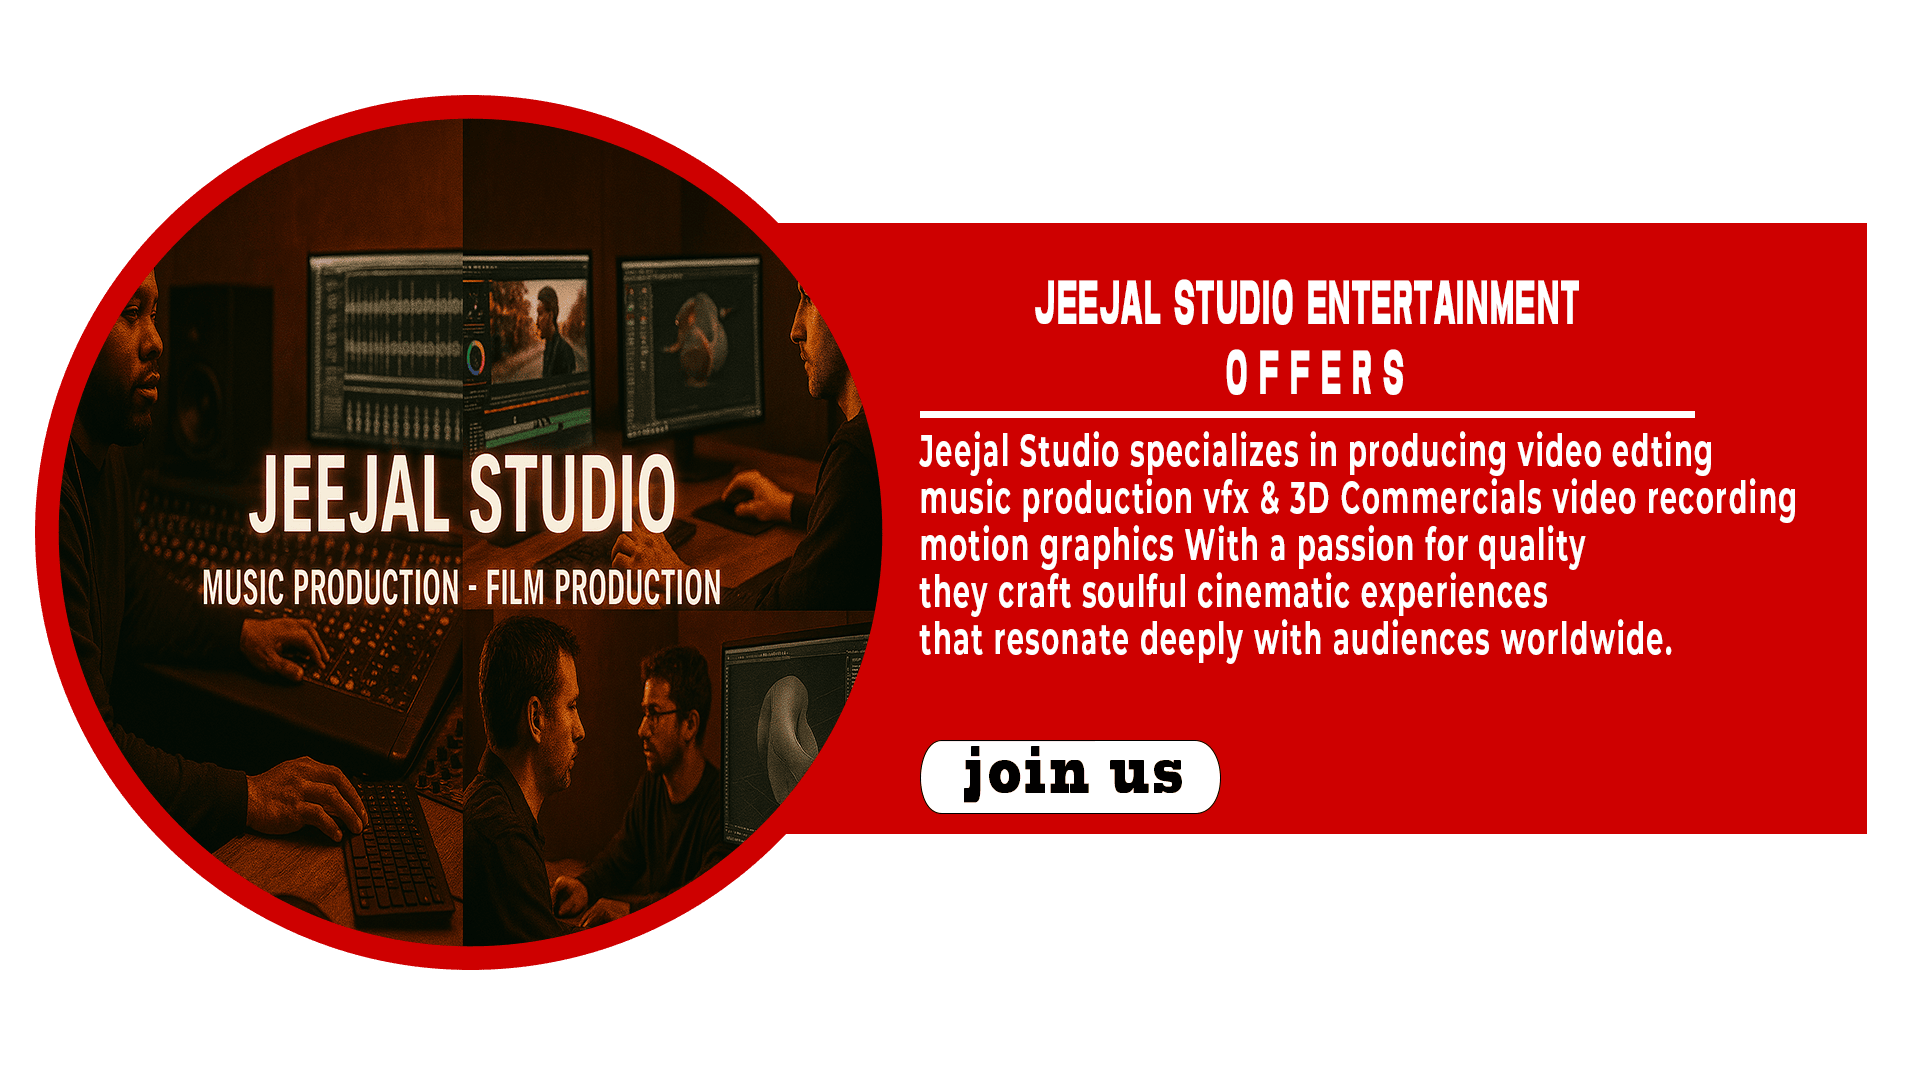 JEEJAL STUDIO
MUSIC PRODUCTION - FILM PRODUCTION
JEEJAL STUDIO ENTERTAINMENT
OFFERS
Jeejal Studio specializes in producing video edting
music production vfx & 3D Commercials video recording
motion graphics With a passion for quality
they craft soulful cinematic experiences
that resonate deeply with audiences worldwide.
join us